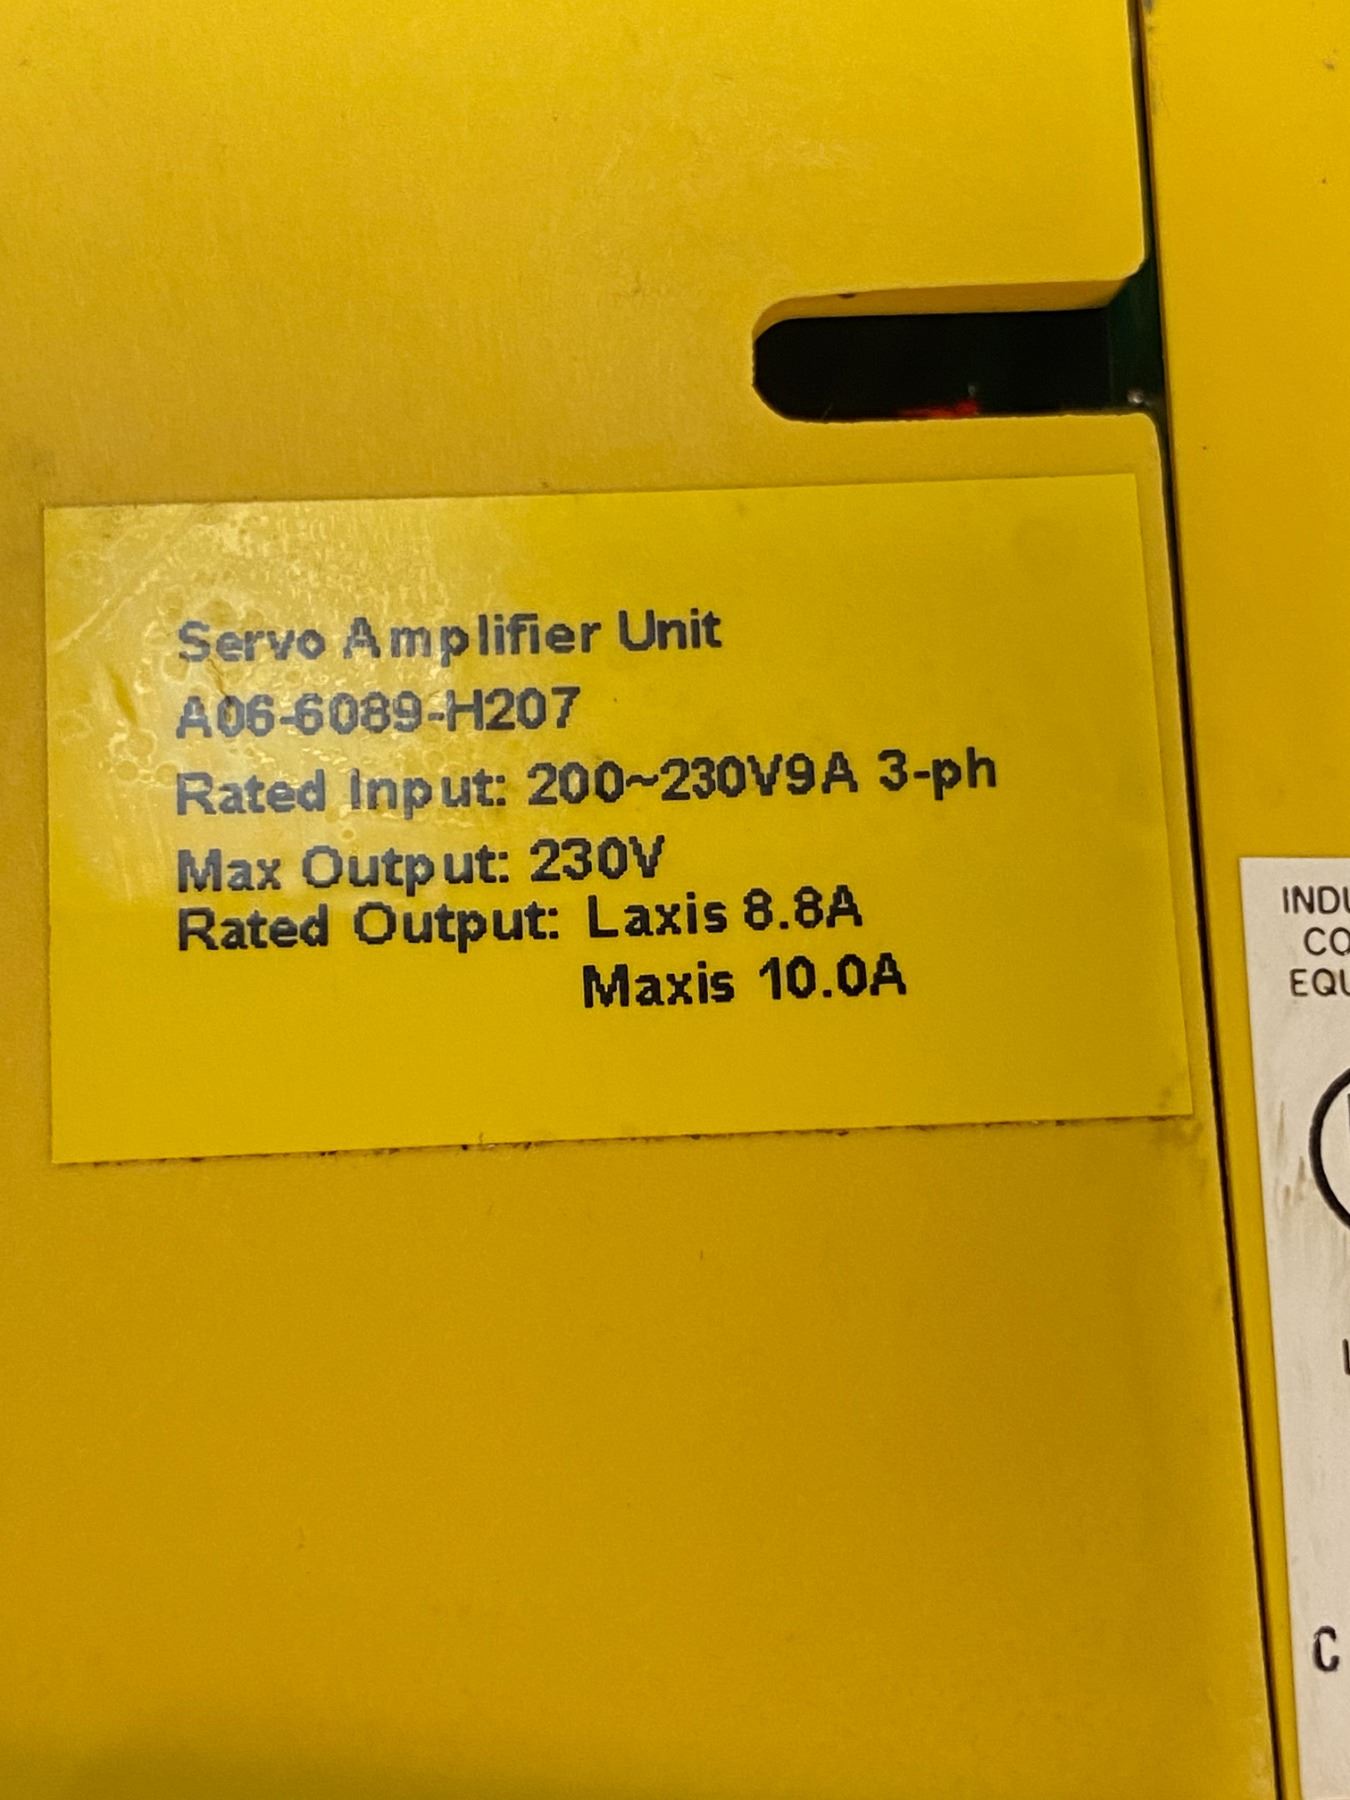 Servo Amplifier Unit
A06-6089-H207
Rated Input: 200~230V9A 3-ph
Max Output: 230V
Rated Output: Laxis 8.8A
Maxis 10.0A
INDU
CO
EQU
C